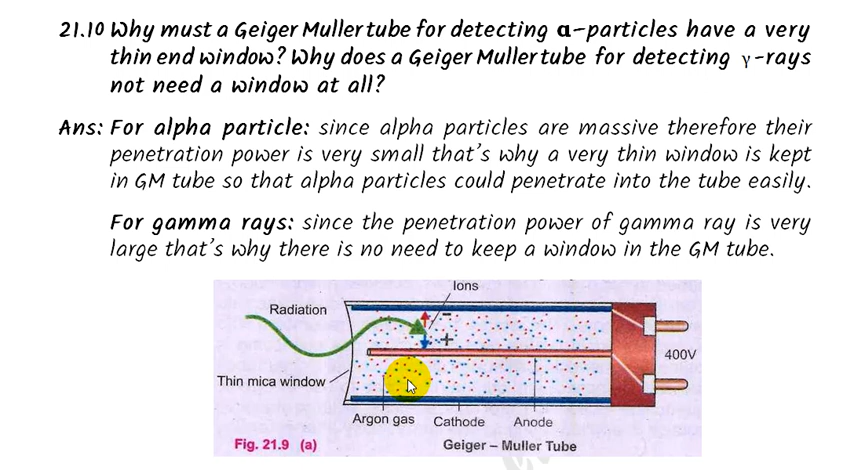 21.10 Why must a Geiger Muller tube for detecting α-particles have a very
thin end window? Why does a Geiger Muller tube for detecting γ-rays
not need a window at all?
Ans: For alpha particle: since alpha particles are massive therefore their
penetration power is very small that's why a very thin window is kept
in GM tube so that alpha particles could penetrate into the tube easily.
For gamma rays: since the penetration power of gamma ray is very
large that's why there is no need to keep a window in the GM tube.
Ions
Radiation
-
+
400V
Thin mica window
Argon gas Cathode Anode
Fig. 21.9 (a) Geiger – Muller Tube